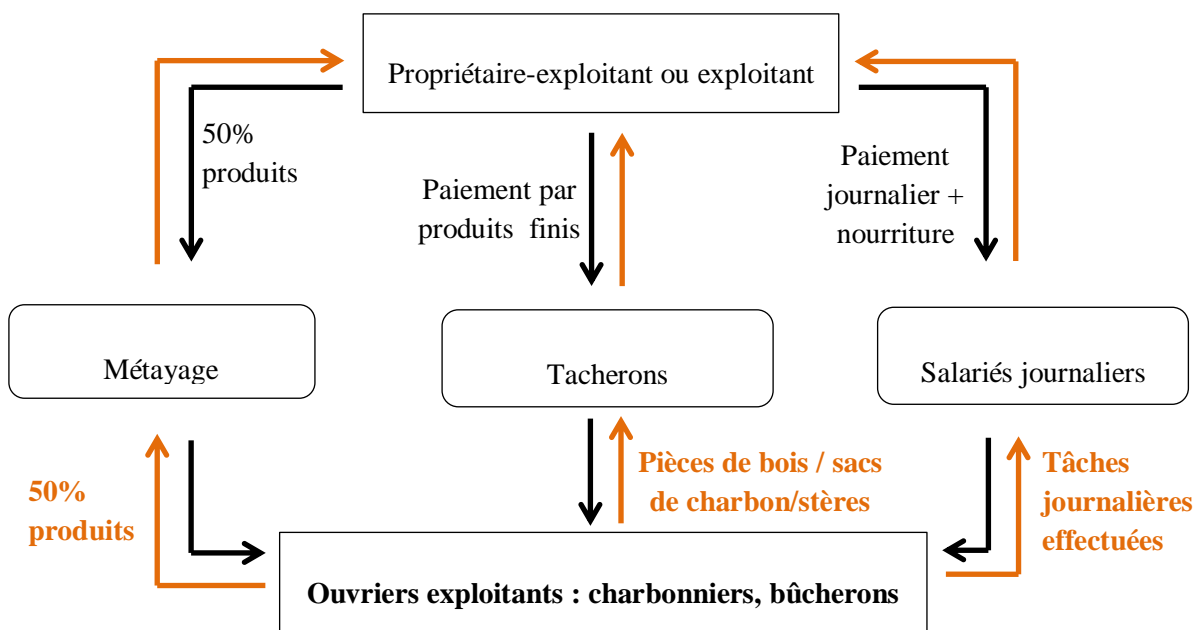 Propriétaire-exploitant ou exploitant
50%
produits
Paiement par
produits finis
Paiement
journalier +
nourriture
Métayage
Tacherons
Salariés journaliers
50%
produits
Pièces de bois / sacs
de charbon/stères
Tâches
journalières
effectuées
Ouvriers exploitants : charbonniers, bûcherons